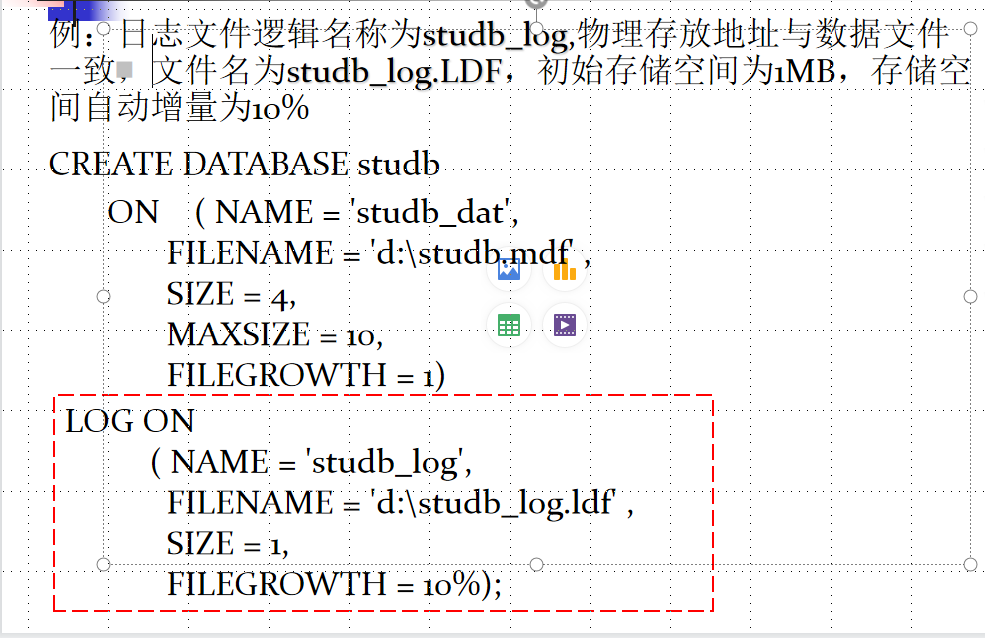 例：日志文件逻辑名称为studb_log,物理存放地址与数据文件
一致，文件名为studb_log.LDF，初始存储空间为1MB，存储空
间自动增量为10%
CREATE DATABASE studb
ON ( NAME = 'studb_dat',
FILENAME = 'd:\studb.mdf' ,
SIZE = 4,
MAXSIZE = 10,
FILEGROWTH = 1)
LOG ON
( NAME = 'studb_log',
FILENAME = 'd:\studb_log.ldf' ,
SIZE = 1,
FILEGROWTH = 10%);